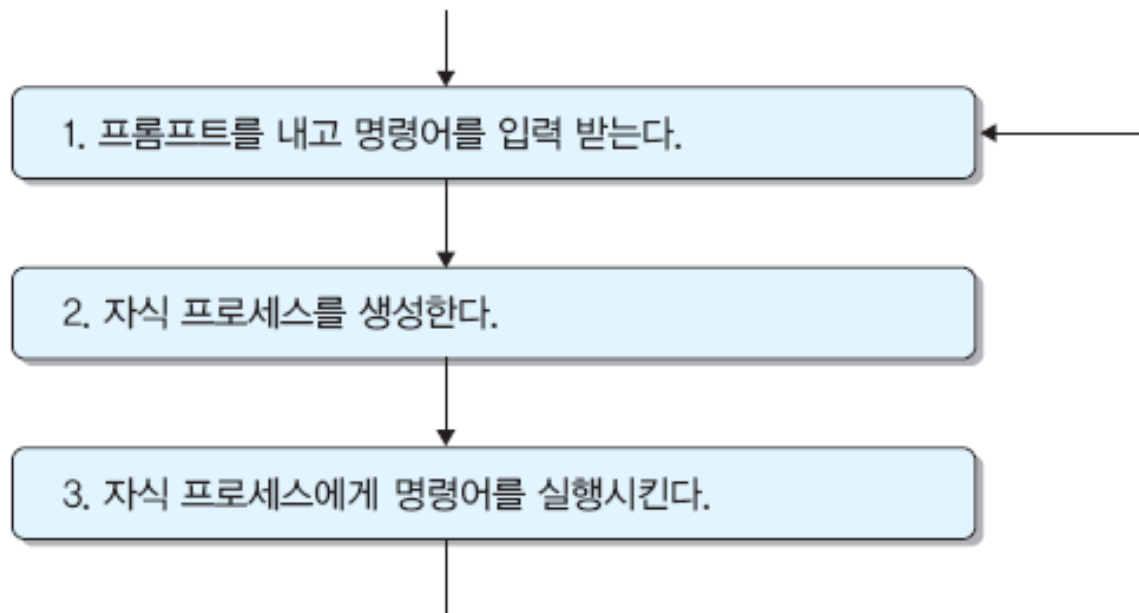 1. 프롬프트를 내고 명령어를 입력 받는다.
2. 자식 프로세스를 생성한다.
3. 자식 프로세스에게 명령어를 실행시킨다.